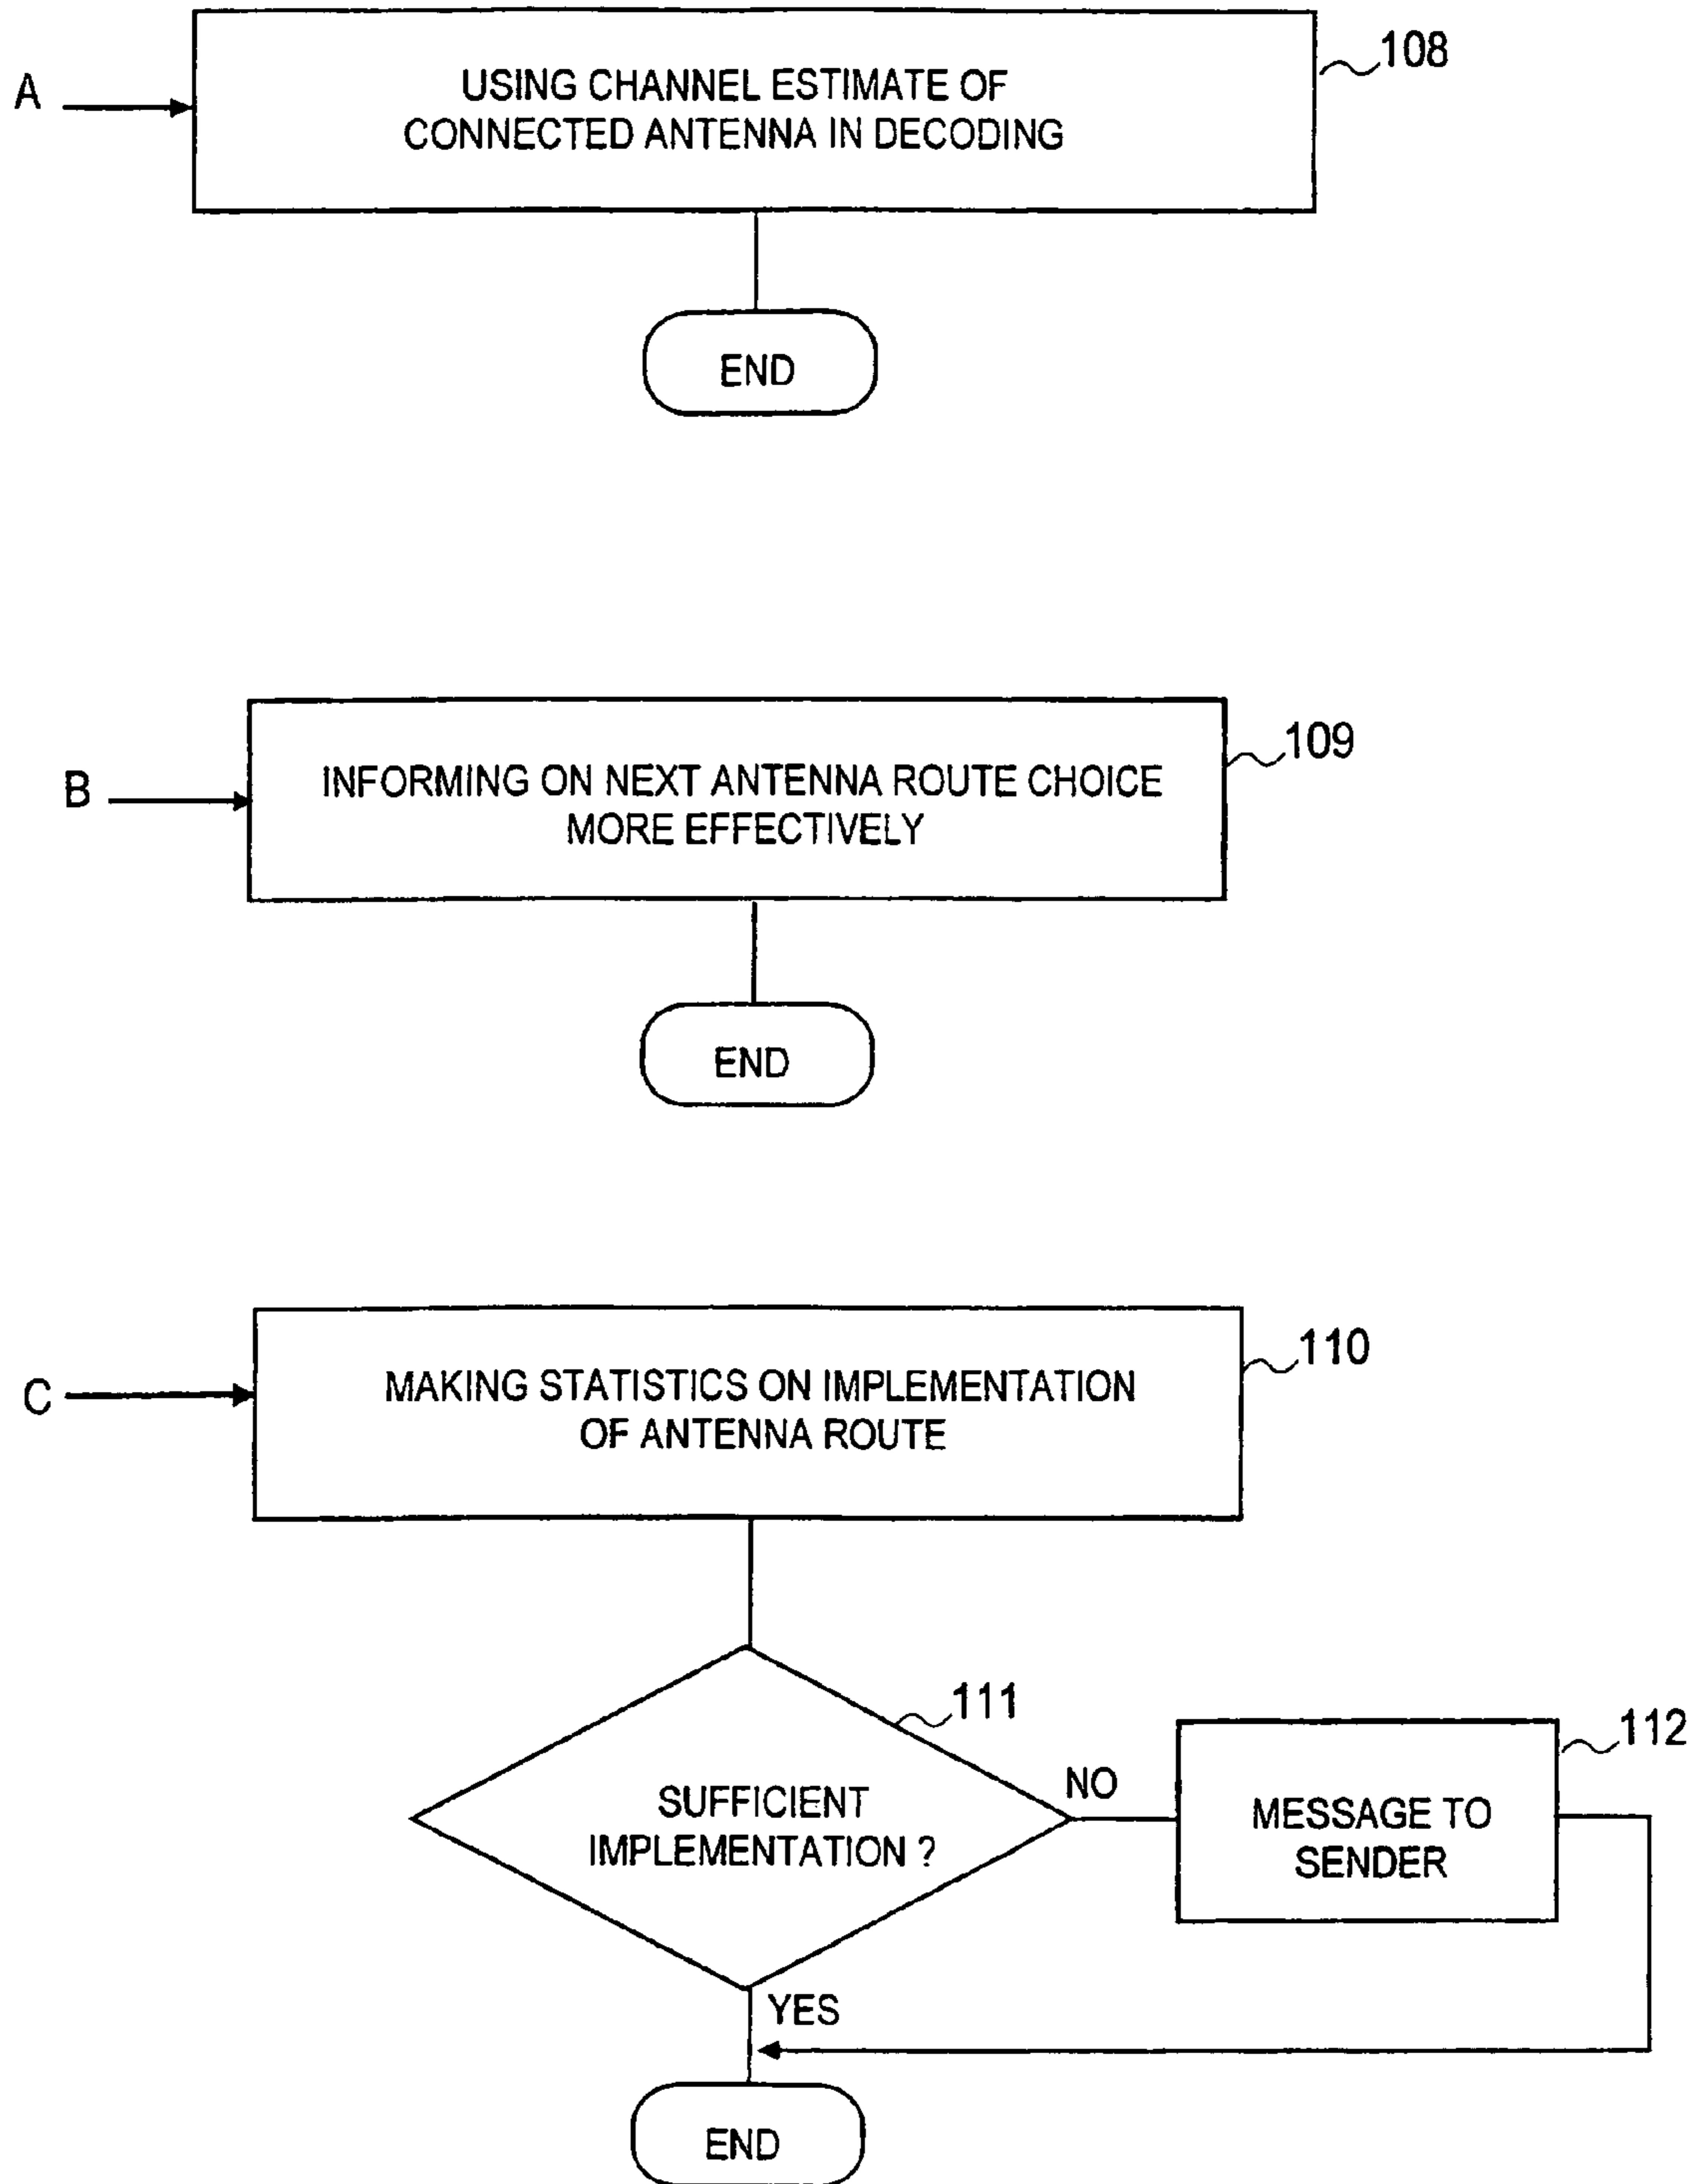 108
A
USING CHANNEL ESTIMATE OF
CONNECTED ANTENNA IN DECODING
END
109
B
INFORMING ON NEXT ANTENNA ROUTE CHOICE
MORE EFFECTIVELY
END
110
C
MAKING STATISTICS ON IMPLEMENTATION
OF ANTENNA ROUTE
111
112
NO
SUFFICIENT
IMPLEMENTATION ?
MESSAGE TO
SENDER
YES
END